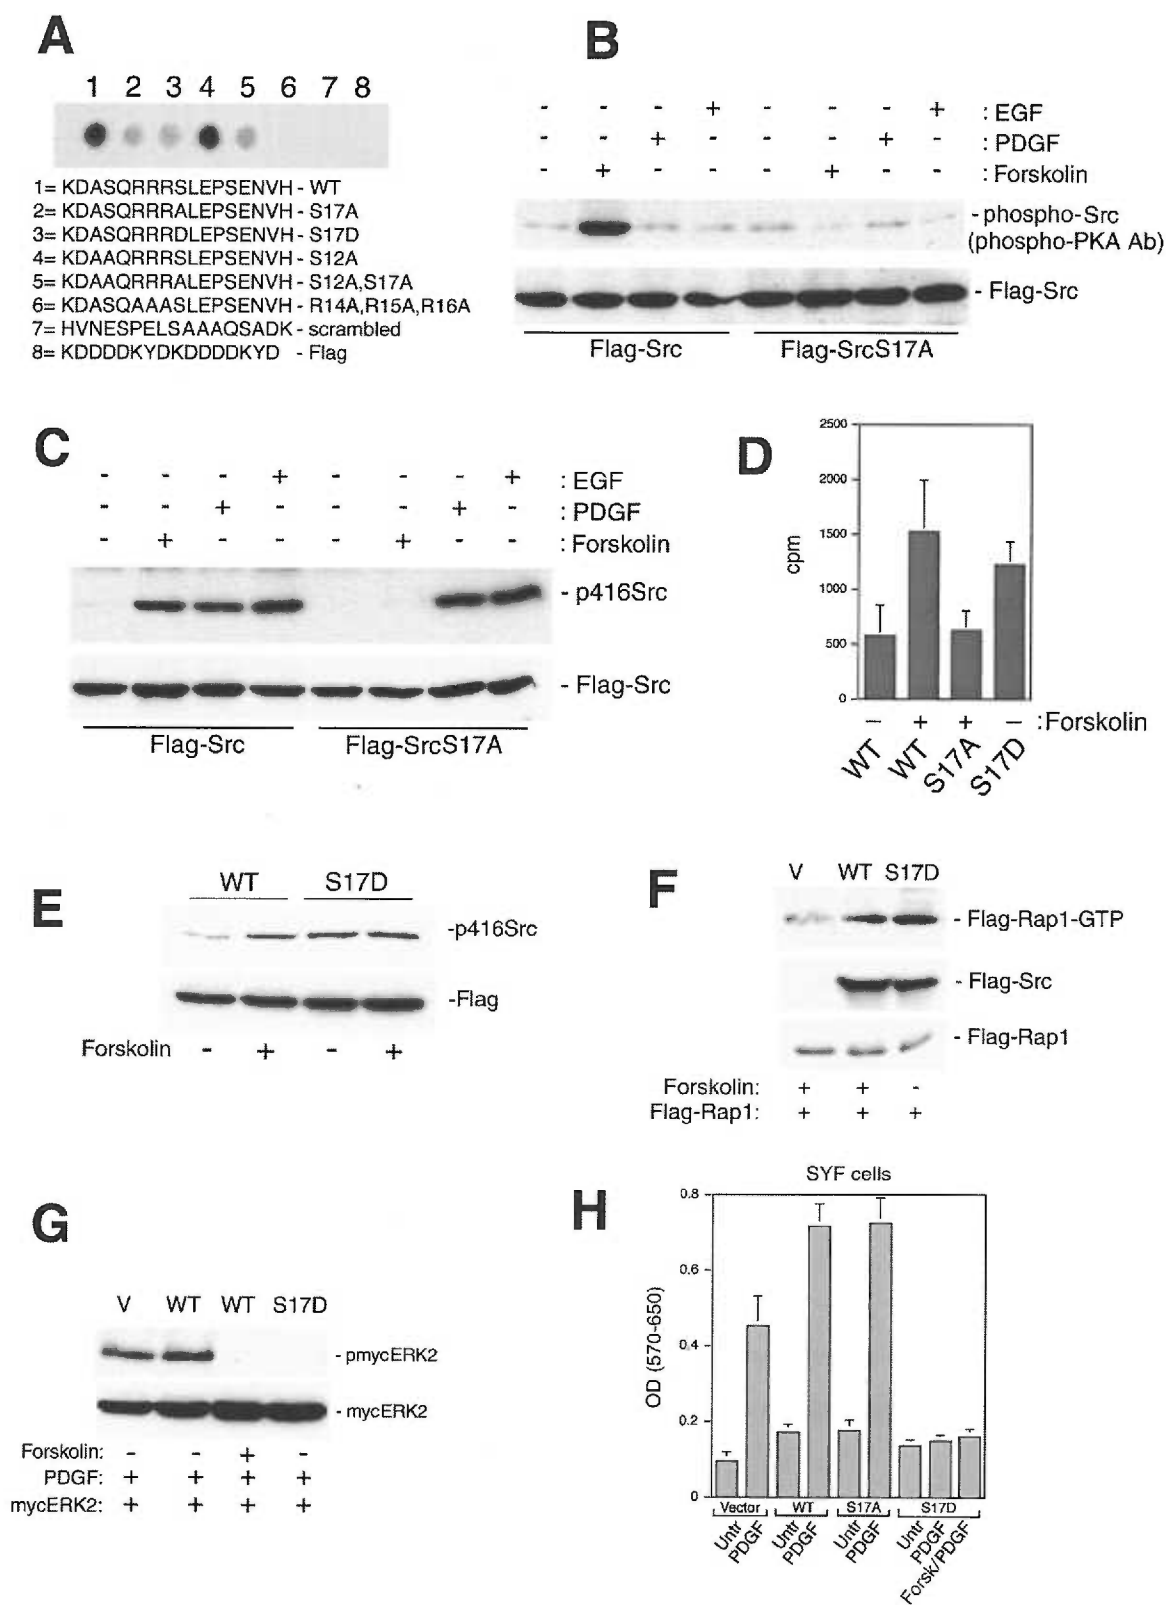 A
1 2 3 4 5 6 7 8
1= KDASQRRRSLEPSENVH - WT
2= KDASQRRRALEPSENVH - S17A
3= KDASQRRRDLEPSENVH - S17D
4= KDAAQRRRSLEPSENVH - S12A
5= KDAAQRRRSLEPSENVH - S12A,S17A
6= KDASQAAASLEPSENVH - R14A,R15A,R16A
7= HVNESPELSAAAQSADK - scrambled
8= KDDDDKYDKDDDDKYD - Flag
B
- - - + - - - + : EGF
- - + - - - + - : PDGF
- + - - - + - - : Forskolin
- phospho-Src
(phospho-PKA Ab)
- Flag-Src
Flag-Src Flag-SrcS17A
C
- - - + - - - + : EGF
- - + - - - + - : PDGF
- + - - - + - - : Forskolin
- p416Src
- Flag-Src
Flag-Src Flag-SrcS17A
D
2500
2000
1500
1000
500
0
cpm
− + + − :Forskolin
WT WT S17A S17D
E
WT S17D
-p416Src
-Flag
Forskolin - + - +
F
V WT S17D
- Flag-Rap1-GTP
- Flag-Src
- Flag-Rap1
Forskolin: + + -
Flag-Rap1: + + +
G
V WT WT S17D
- pmycERK2
- mycERK2
Forskolin: - - + -
PDGF: + + + +
mycERK2: + + + +
H
SYF cells
0.8
0.6
0.4
0.2
0
OD (570-650)
Vector WT S17A S17D
Untr PDGF Untr PDGF Untr PDGF Untr PDGF Forsk/PDGF